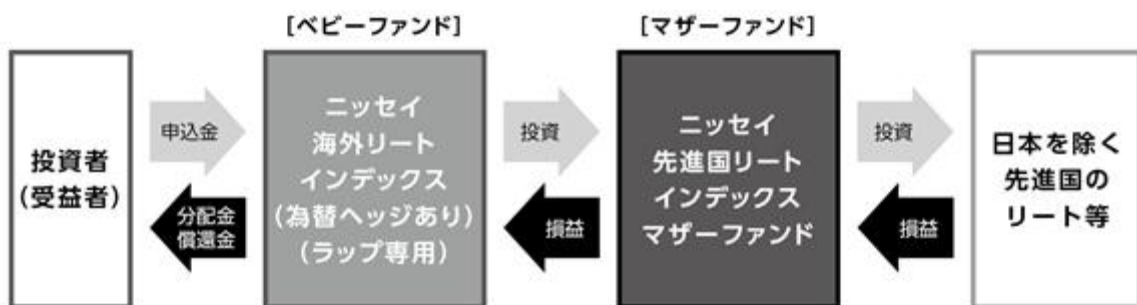 [ベビーファンド]
[マザーファンド]
投資者
(受益者)
申込金
分配金
償還金
ニッセイ
海外リート
インデックス
(為替ヘッジあり)
(ラップ専用)
投資
損益
ニッセイ
先進国リート
インデックス
マザーファンド
投資
損益
日本を除く
先進国の
リート等